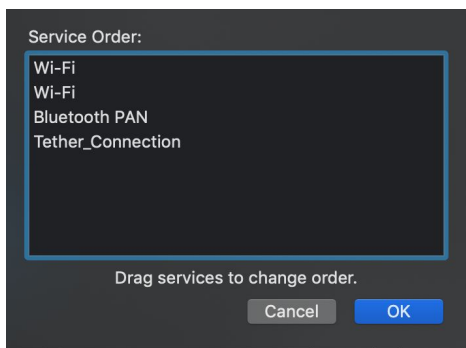 Service Order:
Wi-Fi
Wi-Fi
Bluetooth PAN
Tether_Connection
Drag services to change order.
Cancel
OK